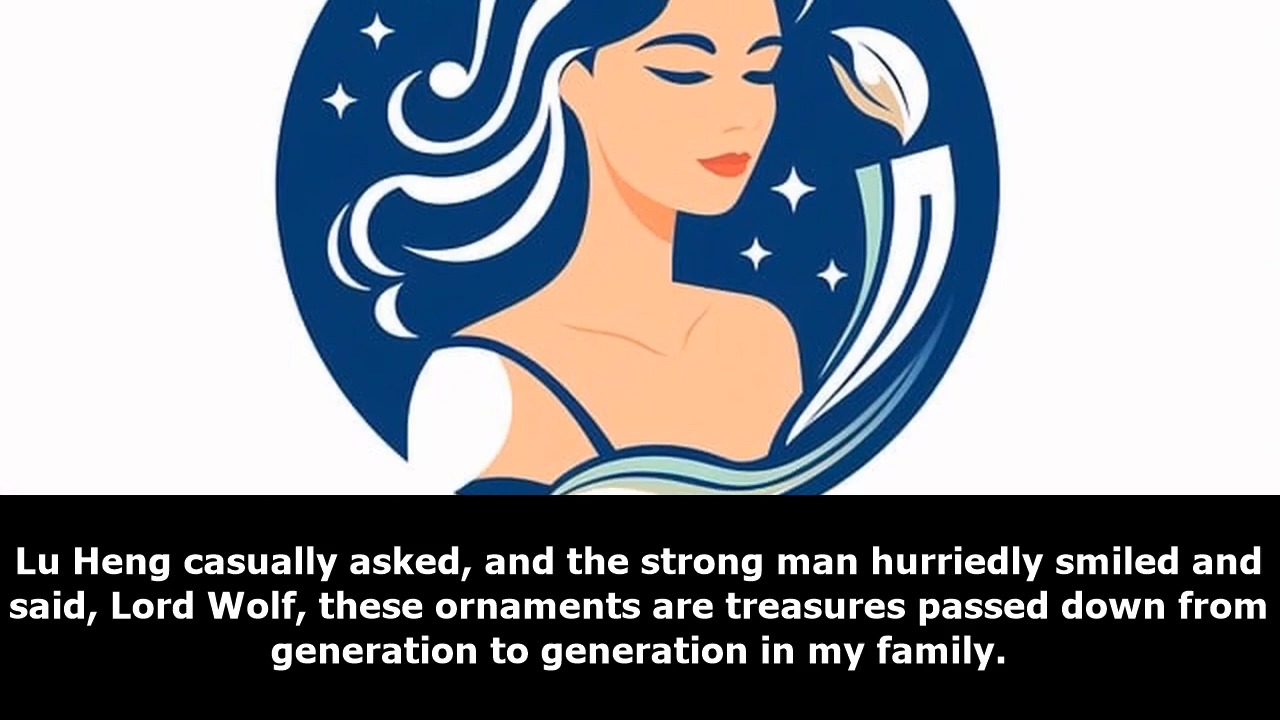 Lu Heng casually asked, and the strong man hurriedly smiled and
said, Lord Wolf, these ornaments are treasures passed down from
generation to generation in my family.